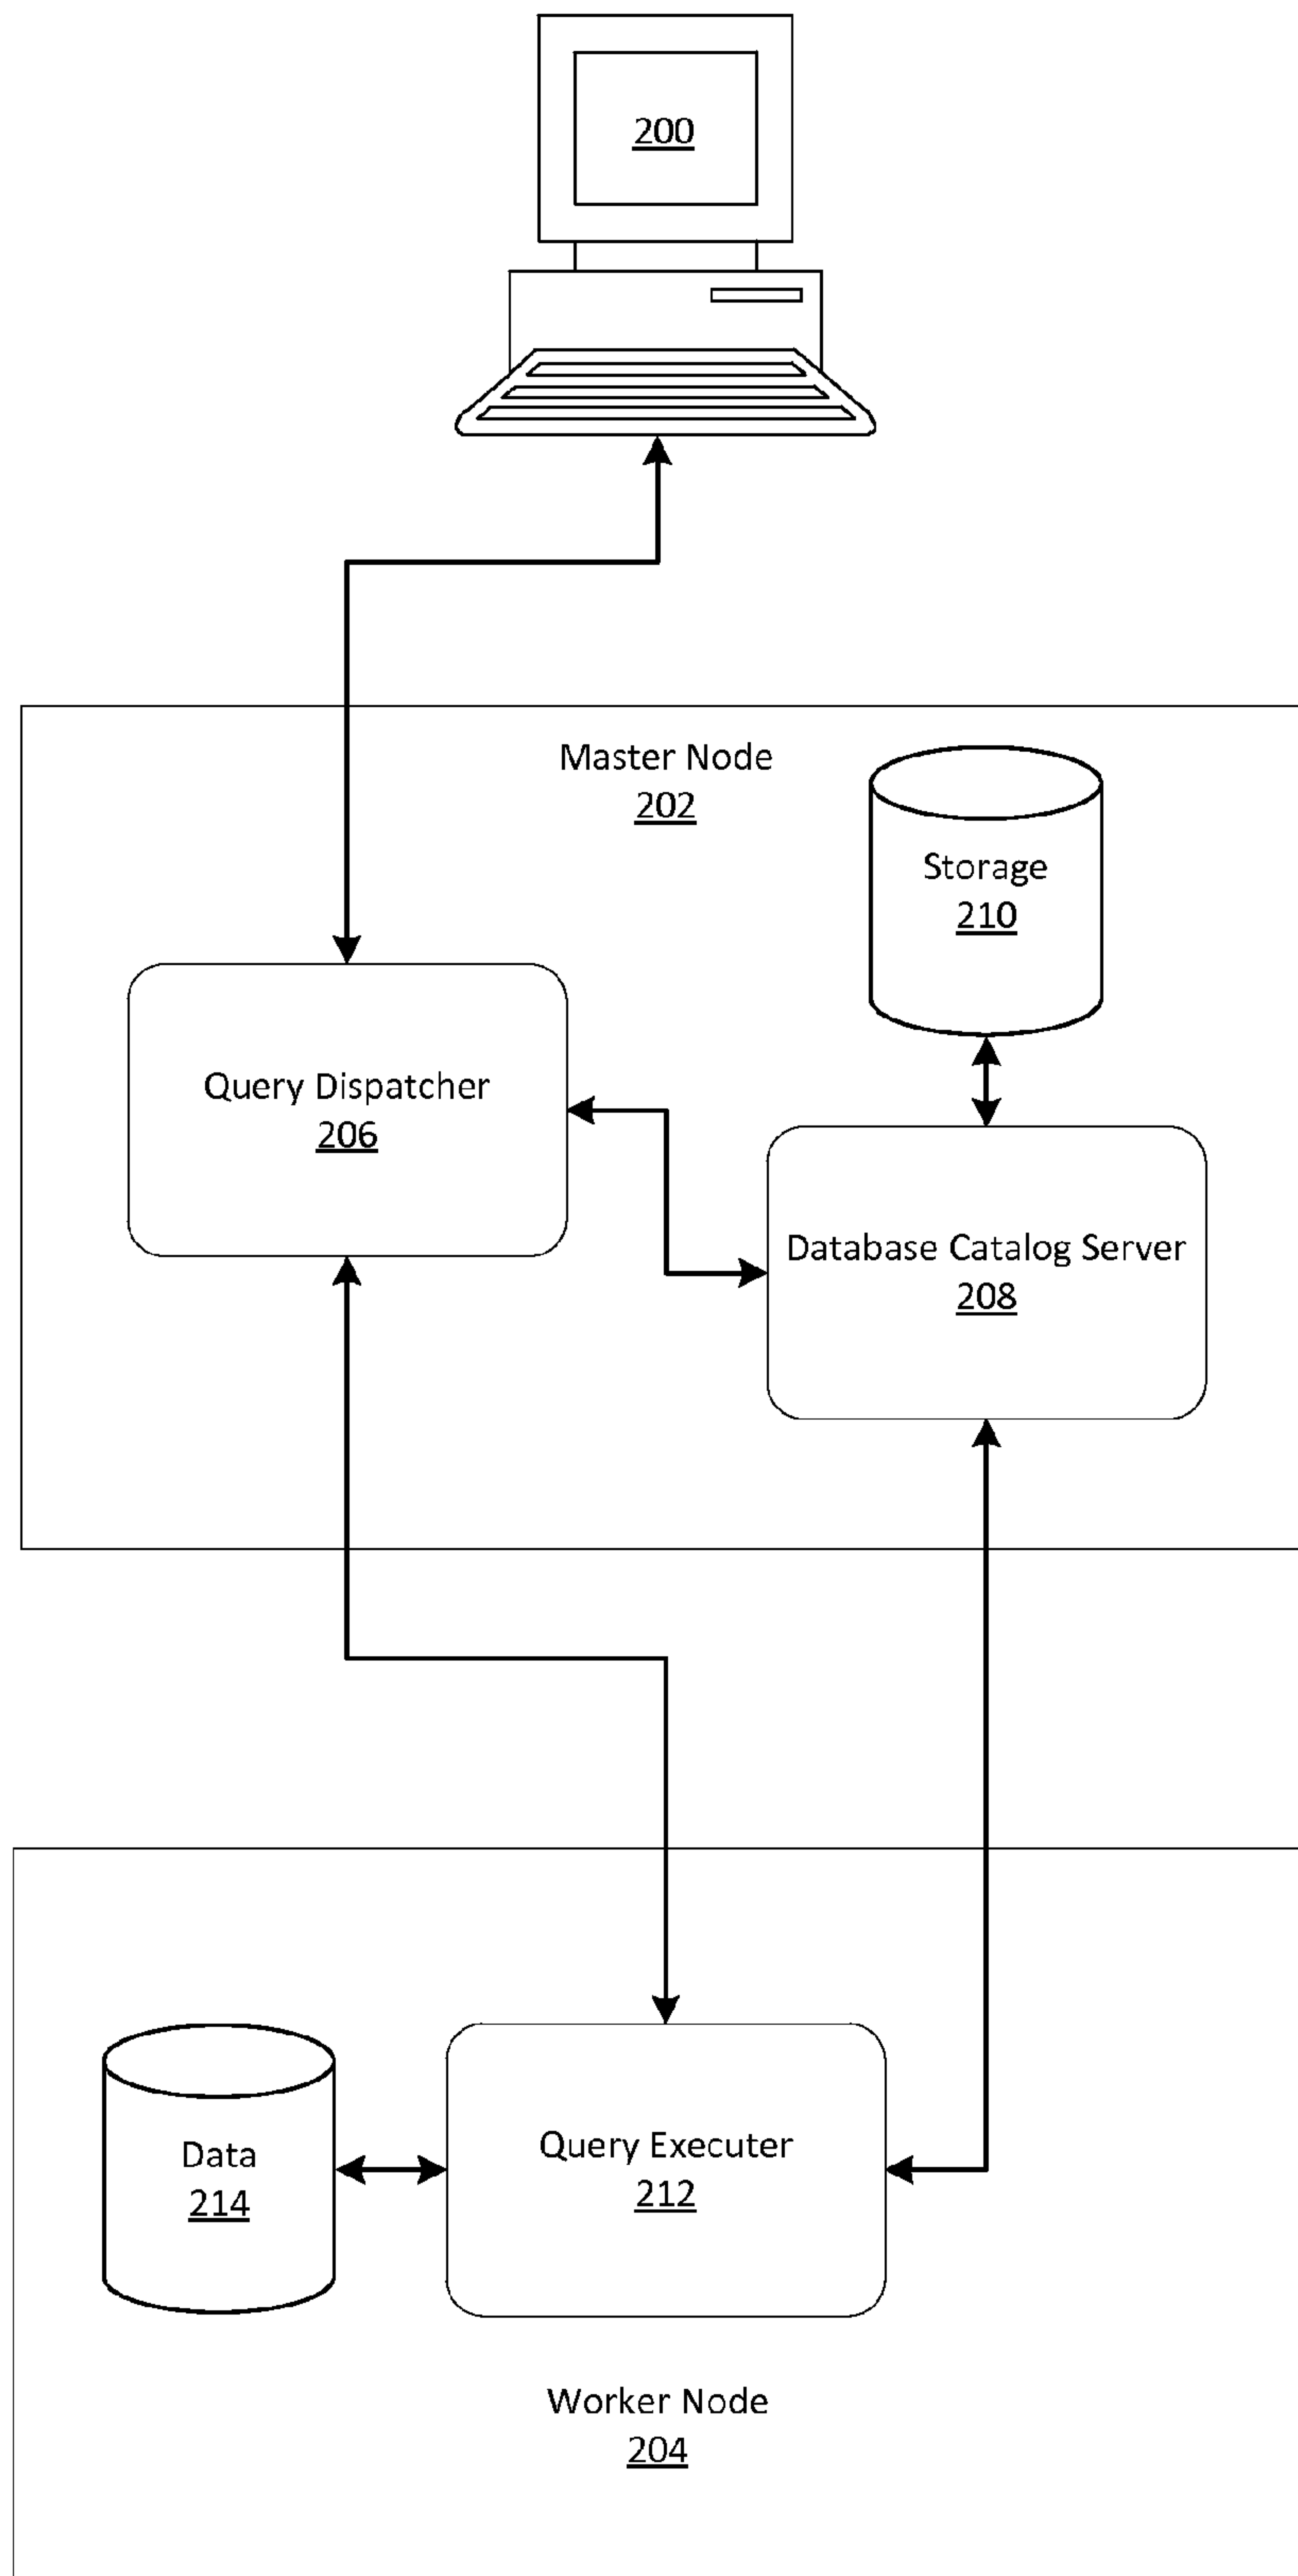 200
Master Node
202
Storage
210
Query Dispatcher
206
Database Catalog Server
208
Data
214
Query Executer
212
Worker Node
204